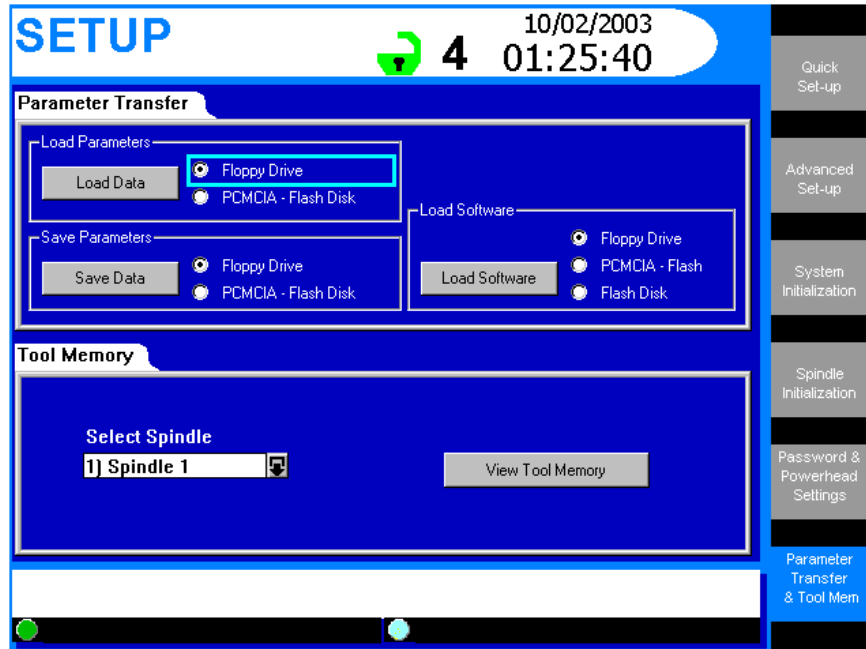 SETUP
4
10/02/2003
01:25:40
Parameter Transfer
Load Parameters
Load Data
Floppy Drive
PCMCIA - Flash Disk
Save Parameters
Save Data
Floppy Drive
PCMCIA - Flash Disk
Load Software
Load Software
Floppy Drive
PCMCIA - Flash
Flash Disk
Tool Memory
Select Spindle
1) Spindle 1
View Tool Memory
Quick
Set-up
Advanced
Set-up
System
Initialization
Spindle
Initialization
Password &
Powerhead
Settings
Parameter
Transfer
& Tool Mem